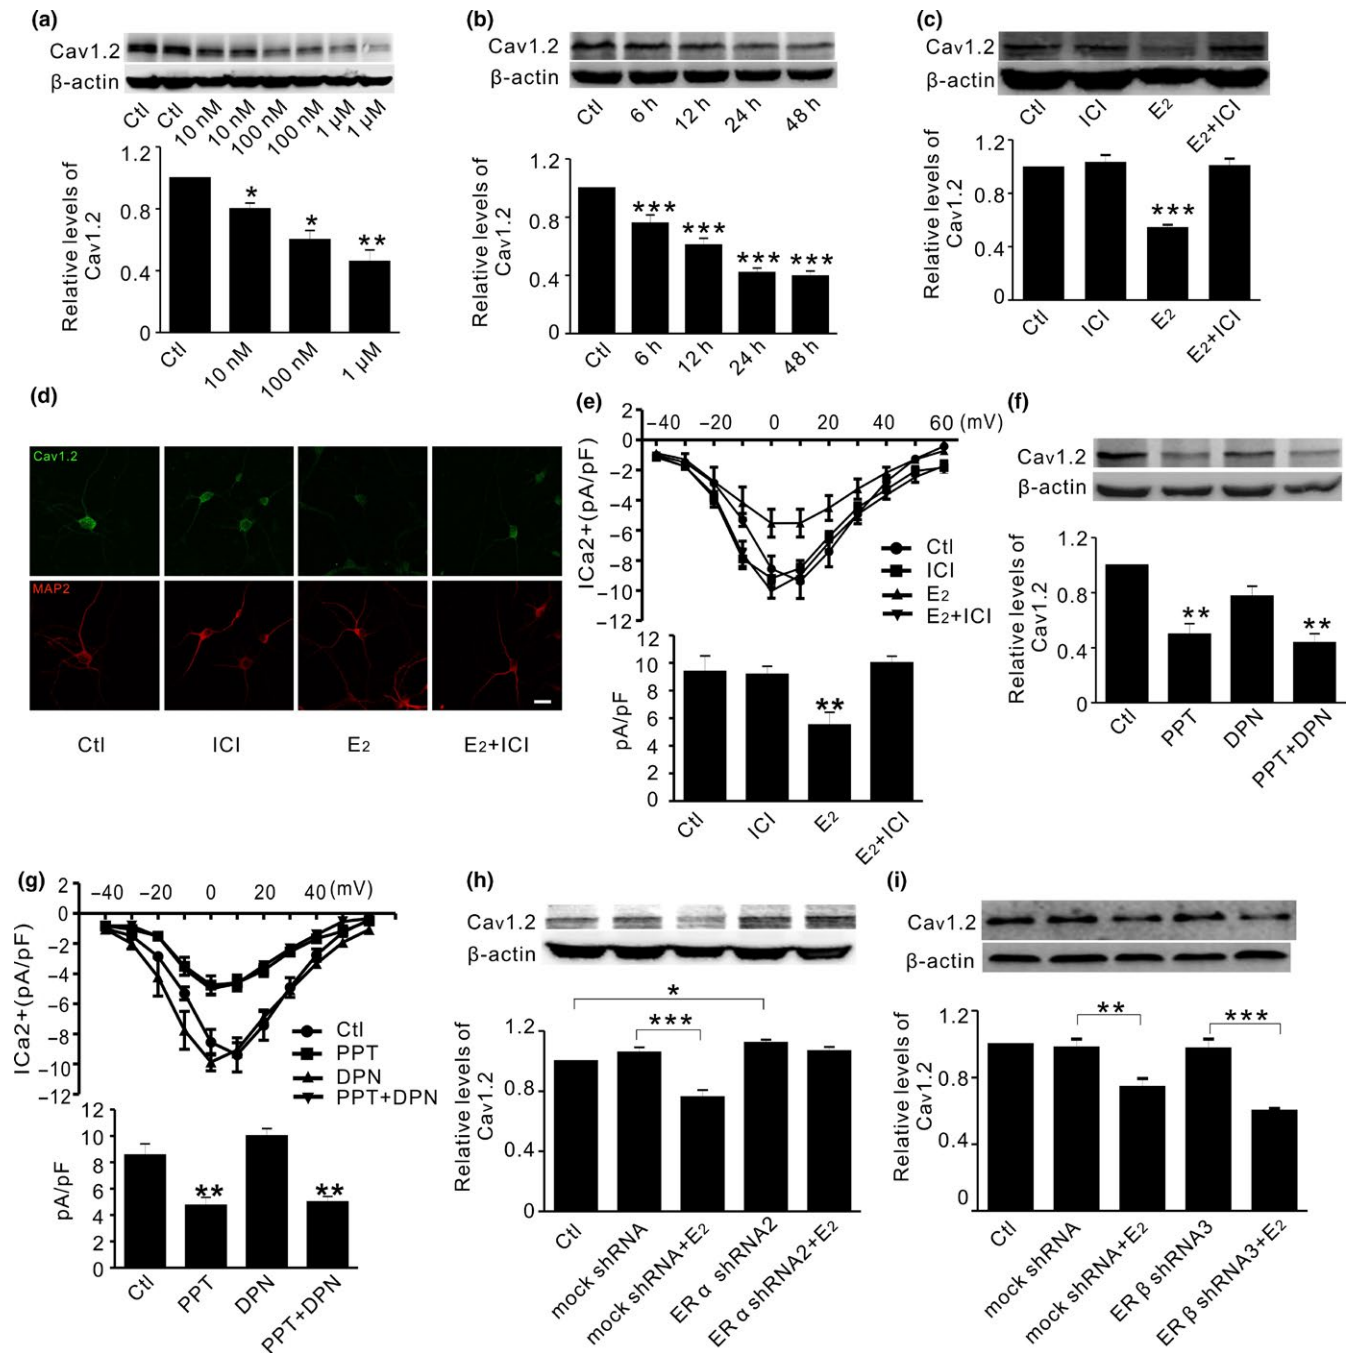 (a)
Cav1.2
β-actin
Ctl Ctl 10 nM 10 nM 100 nM 100 nM 1 μM 1 μM
Relative levels of
Cav1.2
1.2
0.8
0.4
0
* * **
Ctl 10 nM 100 nM 1 μM
(b)
Cav1.2
β-actin
Ctl 6 h 12 h 24 h 48 h
Relative levels of
Cav1.2
1.2
0.8
0.4
0
*** *** *** ***
Ctl 6 h 12 h 24 h 48 h
(c)
Cav1.2
β-actin
Ctl ICI E2 E2+ICI
Relative levels of
Cav1.2
1.2
0.8
0.4
0
***
Ctl ICI E2 E2+ICI
(d)
Cav1.2
MAP2
Ctl ICI E2 E2+ICI
(e)
ICa2+(pA/pF)
2
0
−2
−4
−6
−8
−10
−12
−40 −20 0 20 40 60 (mV)
Ctl
ICI
E2
E2+ICI
pA/pF
12
10
8
6
4
2
0
**
Ctl ICI E2 E2+ICI
(f)
Cav1.2
β-actin
Relative levels of
Cav1.2
1.2
0.8
0.4
0
** **
Ctl PPT DPN PPT+DPN
(g)
ICa2+(pA/pF)
2
0
−2
−4
−6
−8
−10
−12
−40 −20 0 20 40 (mV)
Ctl
PPT
DPN
PPT+DPN
pA/pF
12
10
8
6
4
2
0
** **
Ctl PPT DPN PPT+DPN
(h)
Cav1.2
β-actin
Relative levels of
Cav1.2
1.2
0.8
0.4
0
*
***
Ctl mock shRNA mock shRNA+E2 ER α shRNA2 ER α shRNA2+E2
(i)
Cav1.2
β-actin
Relative levels of
Cav1.2
1.2
0.8
0.4
0
** ***
Ctl mock shRNA mock shRNA+E2 ER β shRNA3 ER β shRNA3+E2